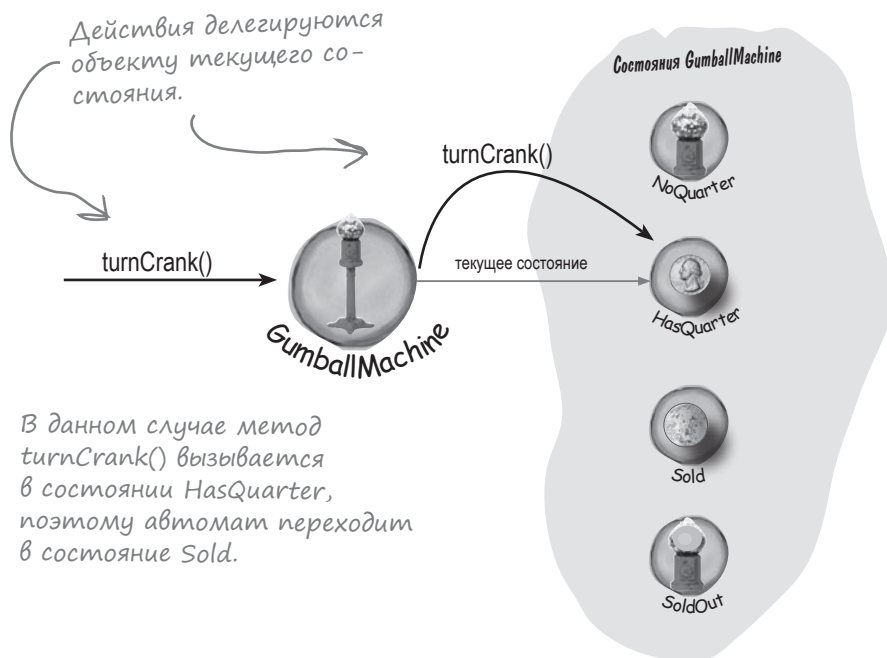 Действия делегируются
объекту текущего со-
стояния.
Состояния GumballMachine
turnCrank()
NoQuarter
turnCrank()
текущее состояние
HasQuarter
GumballMachine
В данном случае метод
turnCrank() вызывается
в состоянии HasQuarter,
поэтому автомат переходит
в состояние Sold.
Sold
SoldOut